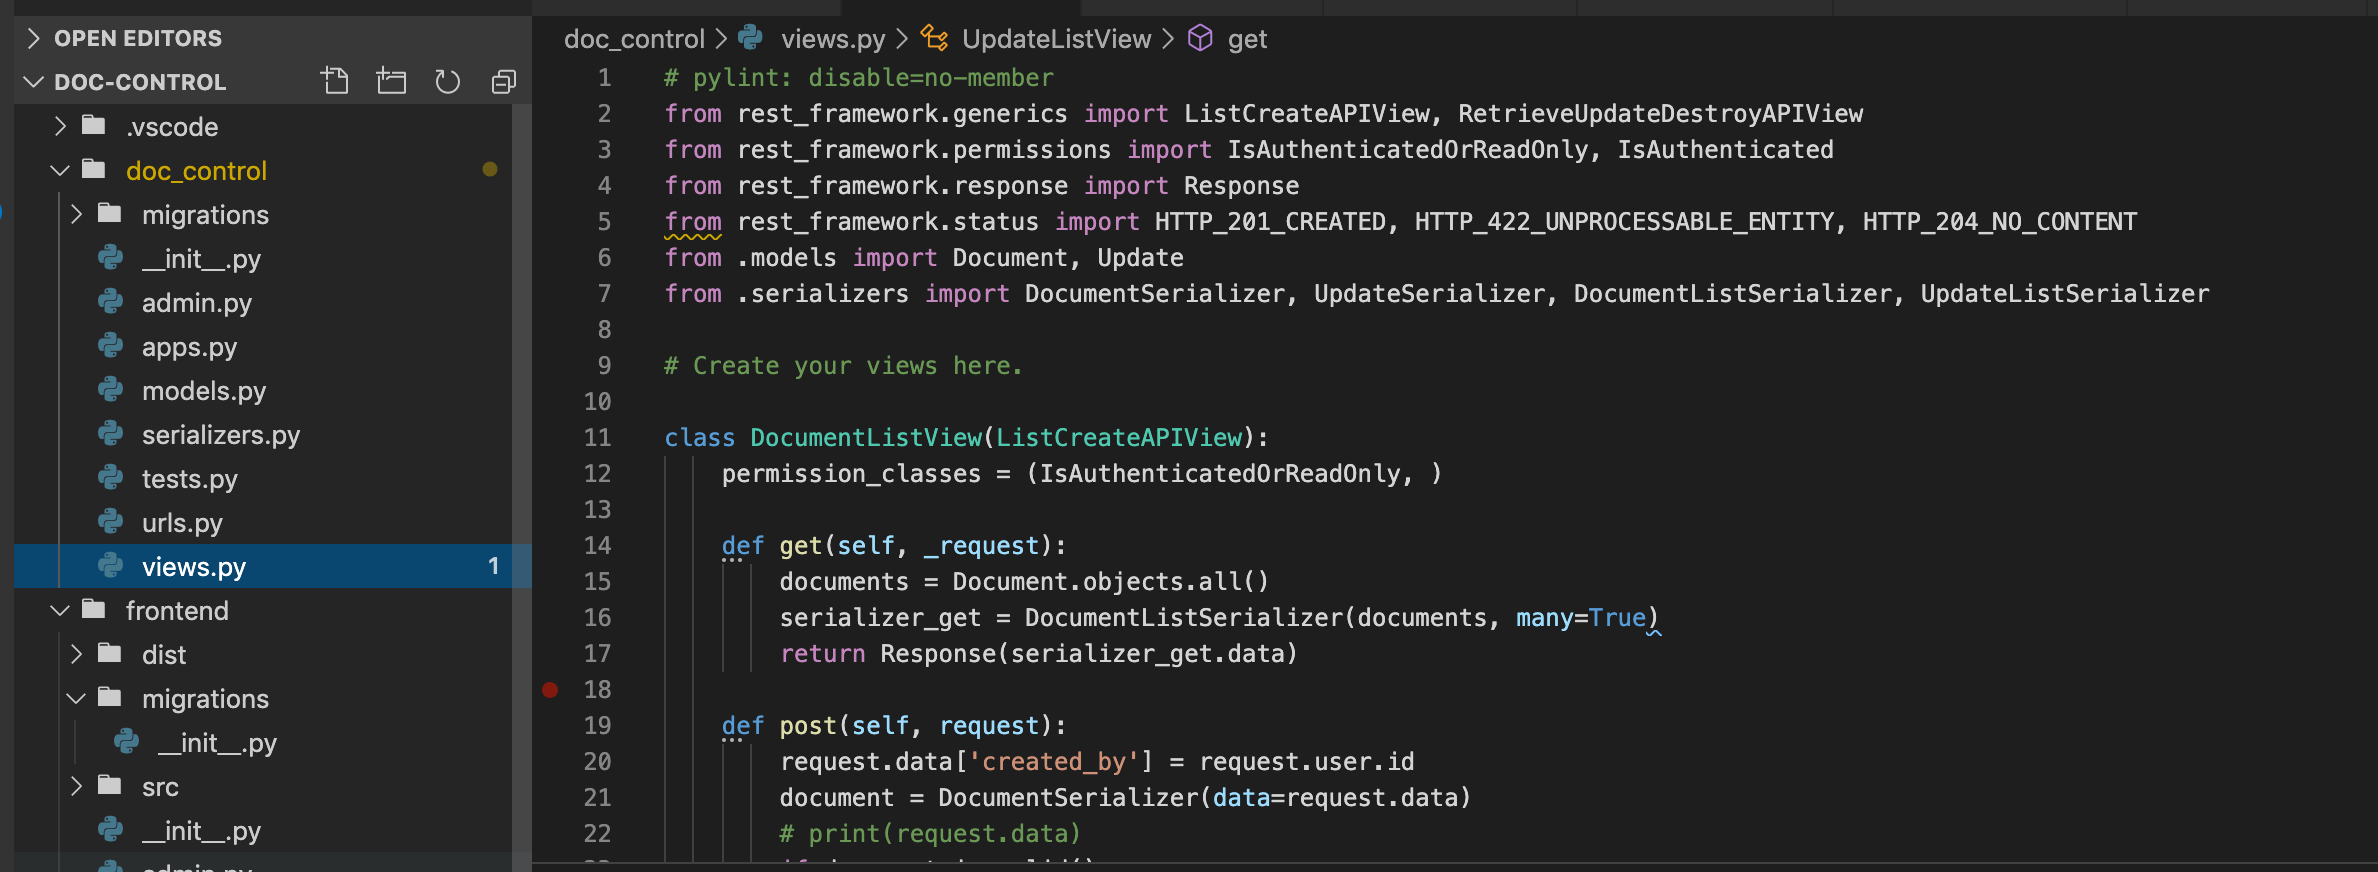 OPEN EDITORS
DOC-CONTROL
.vscode
doc_control
migrations
__init__.py
admin.py
apps.py
models.py
serializers.py
tests.py
urls.py
views.py 1
frontend
dist
migrations
__init__.py
src
__init__.py
admin.py
doc_control > views.py > UpdateListView > get
1 # pylint: disable=no-member
2 from rest_framework.generics import ListCreateAPIView, RetrieveUpdateDestroyAPIView
3 from rest_framework.permissions import IsAuthenticatedOrReadOnly, IsAuthenticated
4 from rest_framework.response import Response
5 from rest_framework.status import HTTP_201_CREATED, HTTP_422_UNPROCESSABLE_ENTITY, HTTP_204_NO_CONTENT
6 from .models import Document, Update
7 from .serializers import DocumentSerializer, UpdateSerializer, DocumentListSerializer, UpdateListSerializer
8
9 # Create your views here.
10
11 class DocumentListView(ListCreateAPIView):
12 permission_classes = (IsAuthenticatedOrReadOnly, )
13
14 def get(self, _request):
15 documents = Document.objects.all()
16 serializer_get = DocumentListSerializer(documents, many=True)
17 return Response(serializer_get.data)
18
19 def post(self, request):
20 request.data['created_by'] = request.user.id
21 document = DocumentSerializer(data=request.data)
22 # print(request.data)